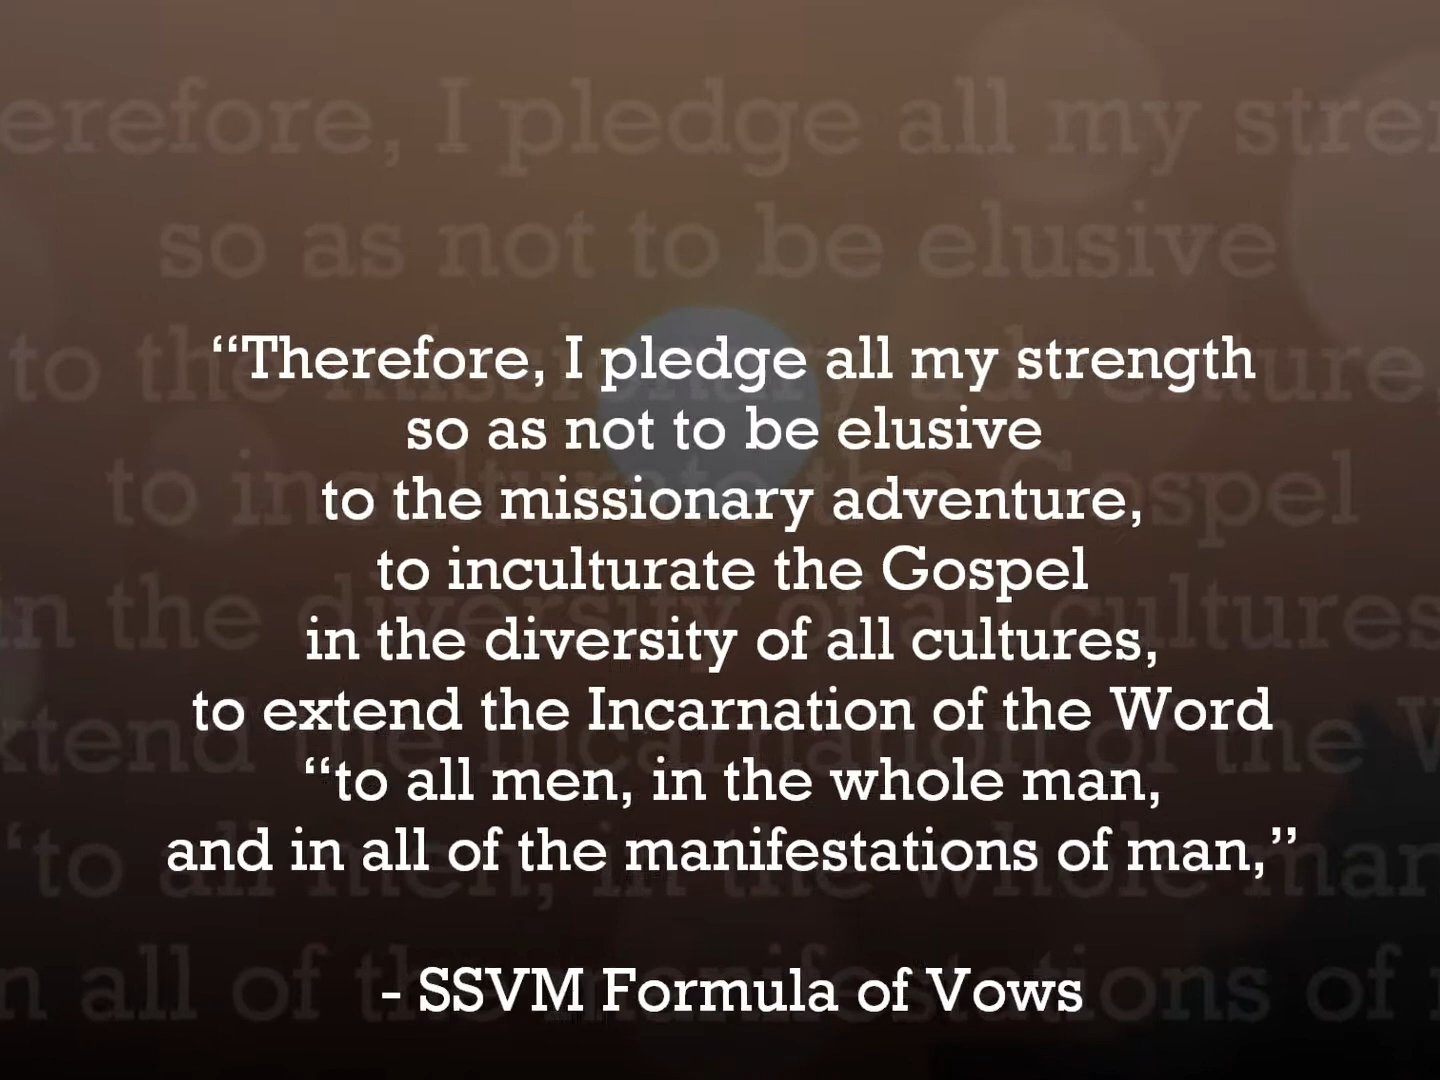 “Therefore, I pledge all my strength
so as not to be elusive
to the missionary adventure,
to inculturate the Gospel
in the diversity of all cultures,
to extend the Incarnation of the Word
“to all men, in the whole man,
and in all of the manifestations of man,”
- SSVM Formula of Vows